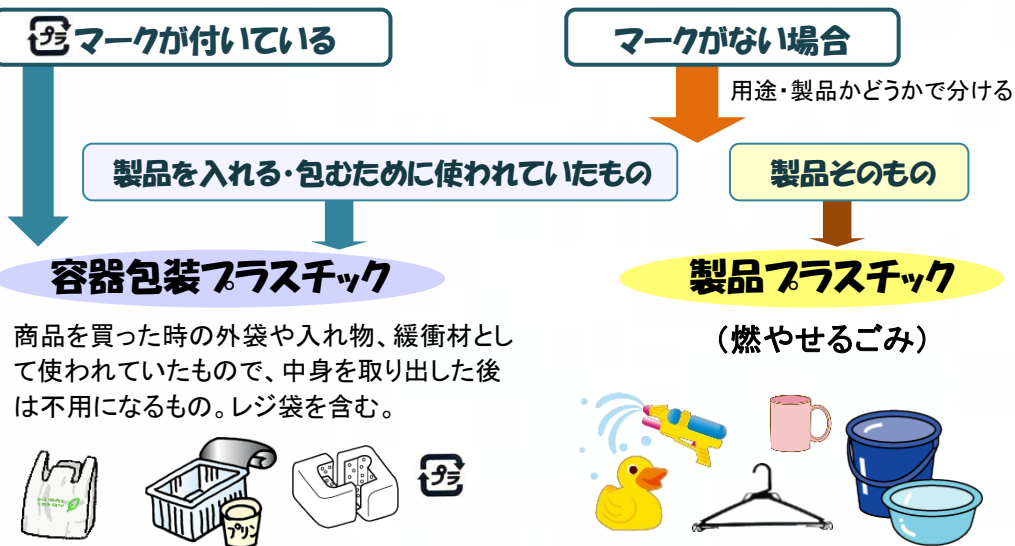 プラマークが付いている
マークがない場合
用途・製品かどうかで分ける
製品を入れる・包むために使われていたもの
製品そのもの
容器包装プラスチック
製品プラスチック
商品を買った時の外袋や入れ物、緩衝材とし
て使われていたもので、中身を取り出した後
は不用になるもの。レジ袋を含む。
（燃やせるごみ）
プリン
プラ